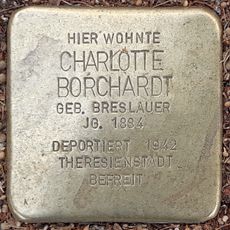 HIER WOHNTE
CHARLOTTE
BORCHARDT
GEB. BRESLAUER
JG. 1884
DEPORTIERT 1942
THERESIENSTADT
BEFREIT